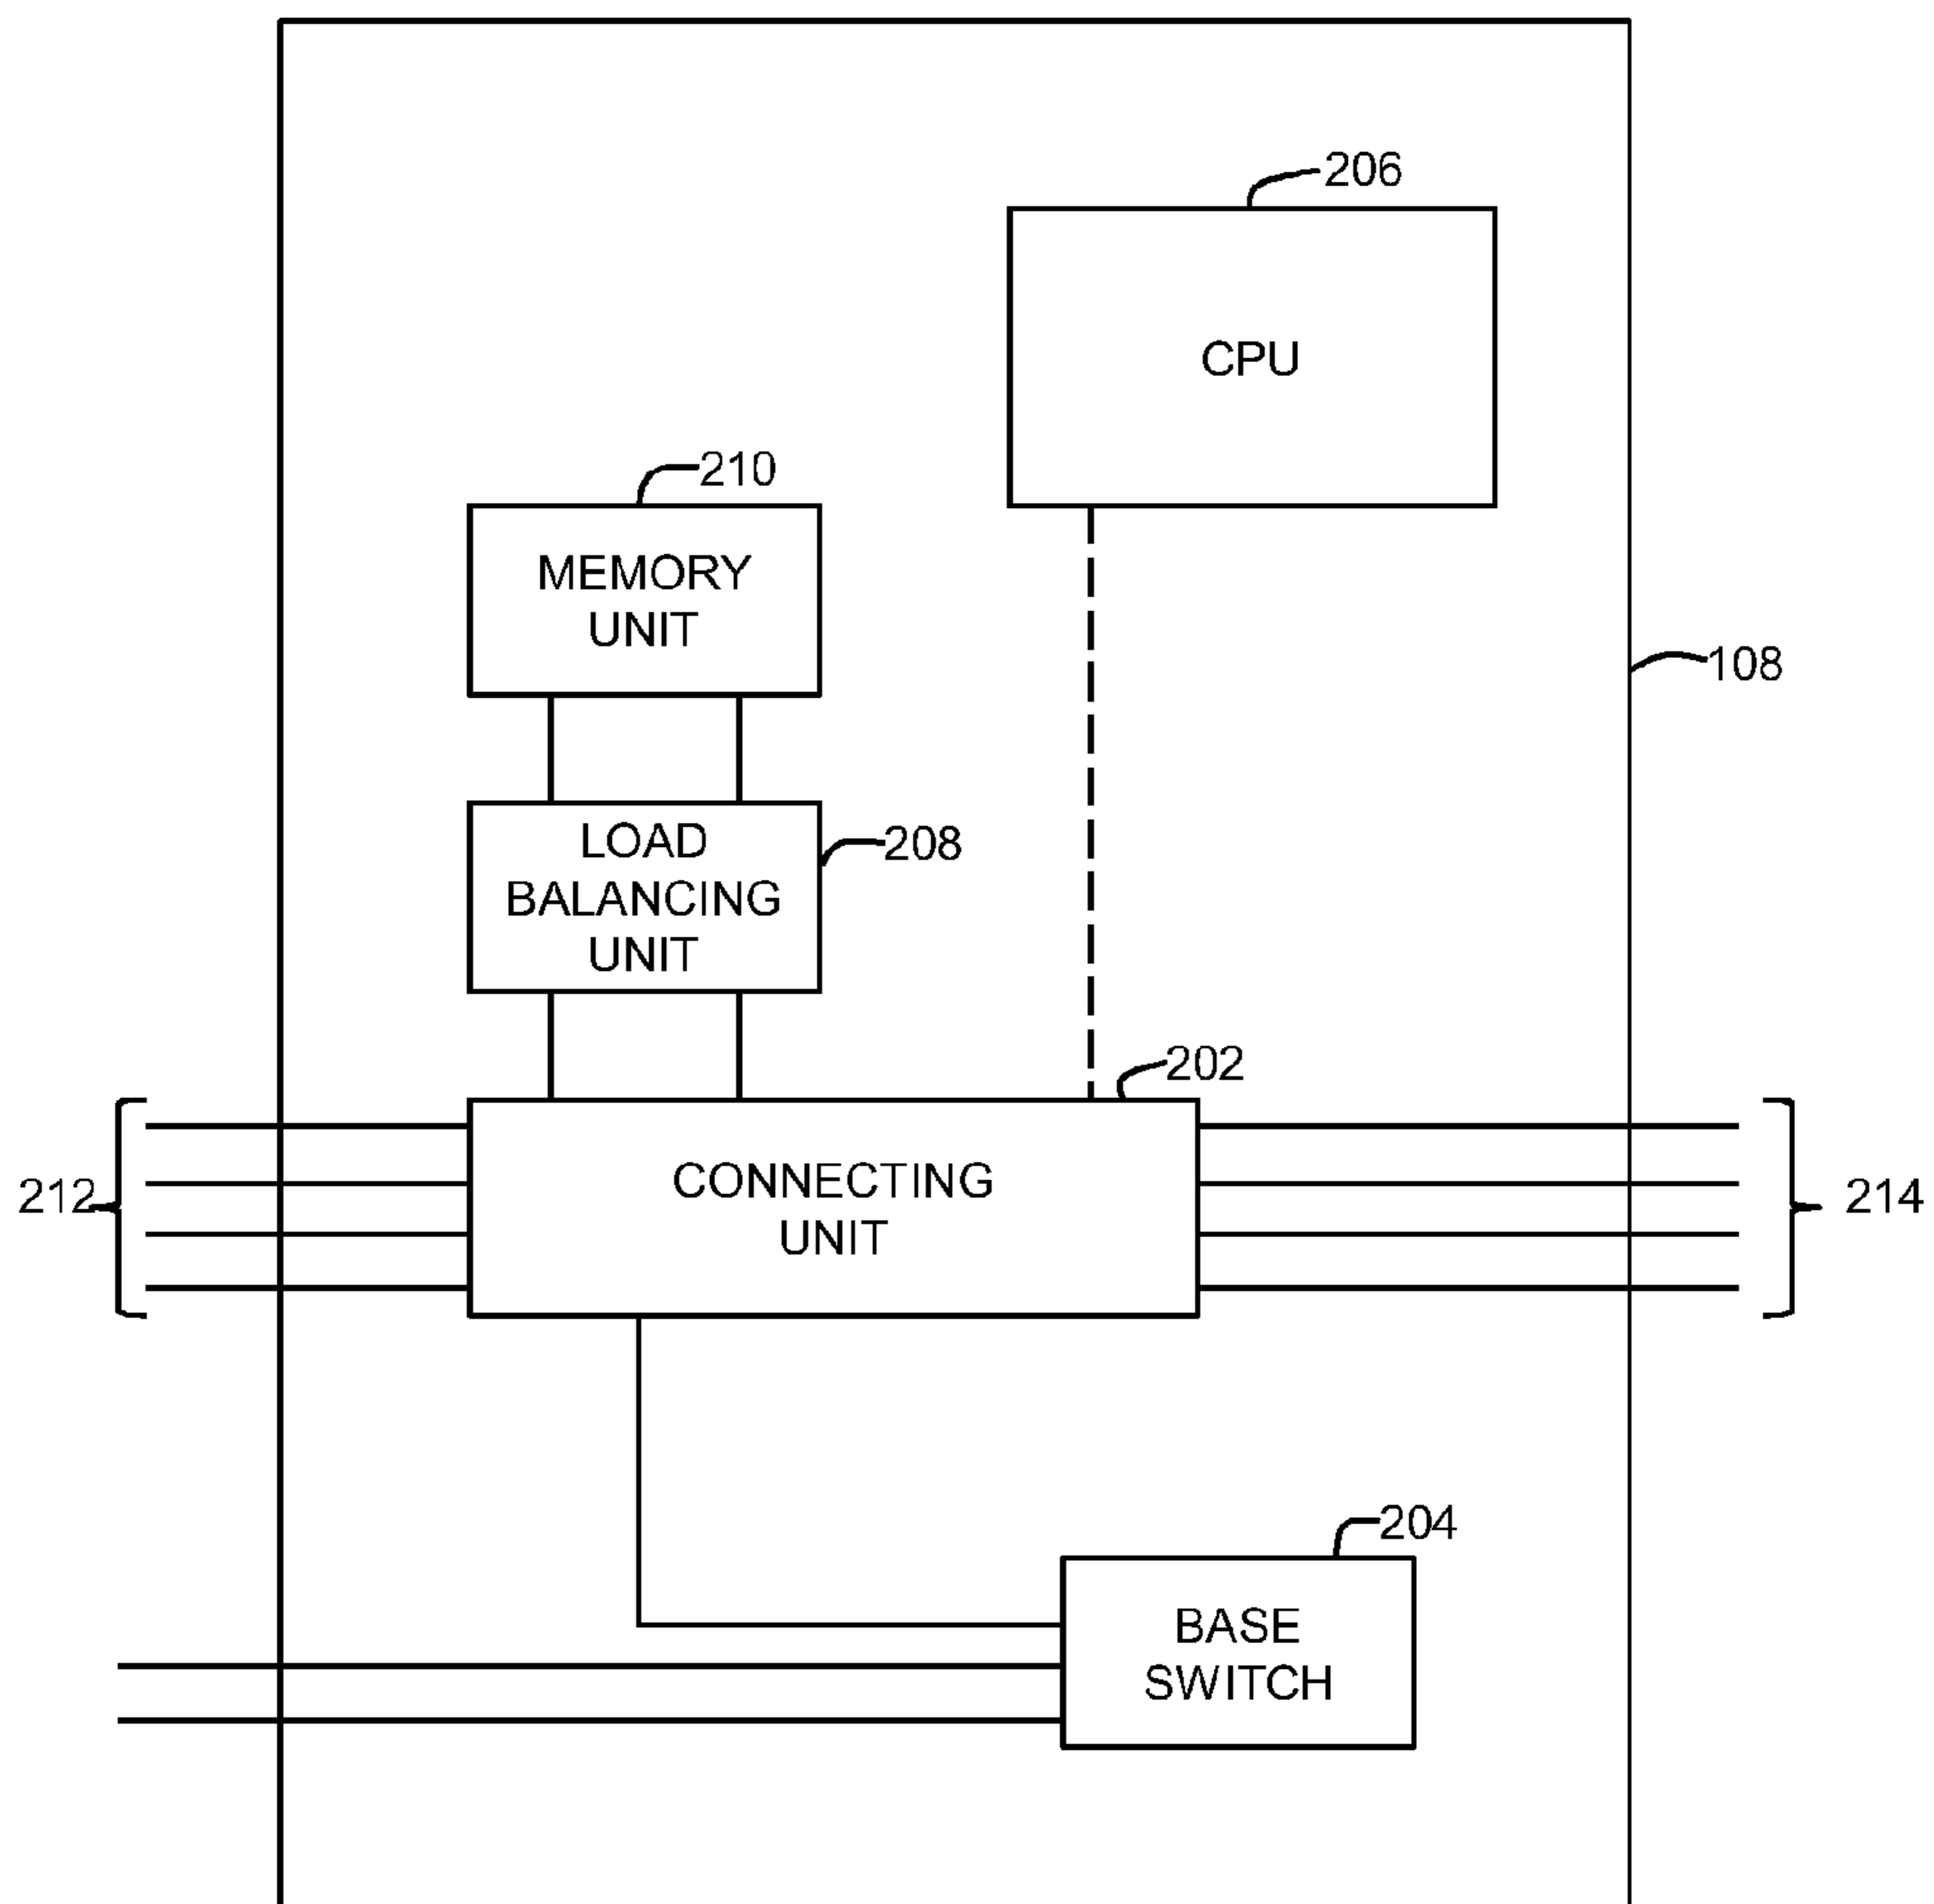 206
CPU
210
MEMORY
UNIT
108
LOAD
BALANCING
UNIT
208
202
212
CONNECTING
UNIT
214
204
BASE
SWITCH